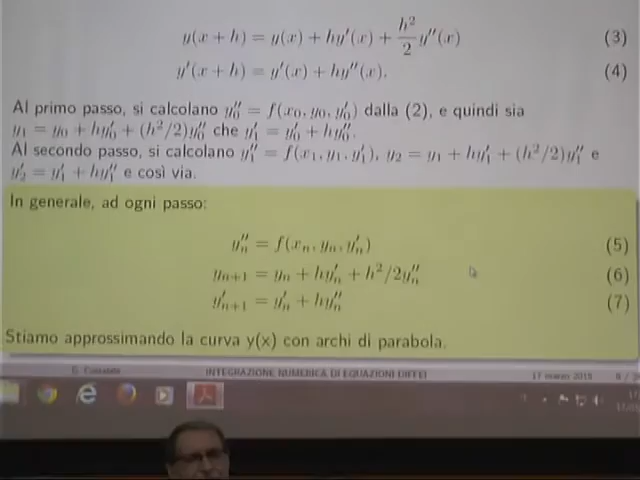 y(x + h) = y(x) + hy′(x) + h²/2 y″(x) (3)
y′(x + h) = y′(x) + hy″(x). (4)
Al primo passo, si calcolano y″₀ = f(x₀, y₀, y′₀) dalla (2), e quindi sia
y₁ = y₀ + hy′₀ + (h²/2)y″₀ che y′₁ = y′₀ + hy″₀.
Al secondo passo, si calcolano y″₁ = f(x₁, y₁, y′₁), y₂ = y₁ + hy′₁ + (h²/2)y″₁ e
y′₂ = y′₁ + hy″₁ e così via.
In generale, ad ogni passo:
y″ₙ = f(xₙ, yₙ, y′ₙ) (5)
yₙ₊₁ = yₙ + hy′ₙ + h²/2y″ₙ (6)
y′ₙ₊₁ = y′ₙ + hy″ₙ (7)
Stiamo approssimando la curva y(x) con archi di parabola.
INTEGRAZIONE NUMERICA DI EQUAZIONI DIFFEI 17 marzo 2015